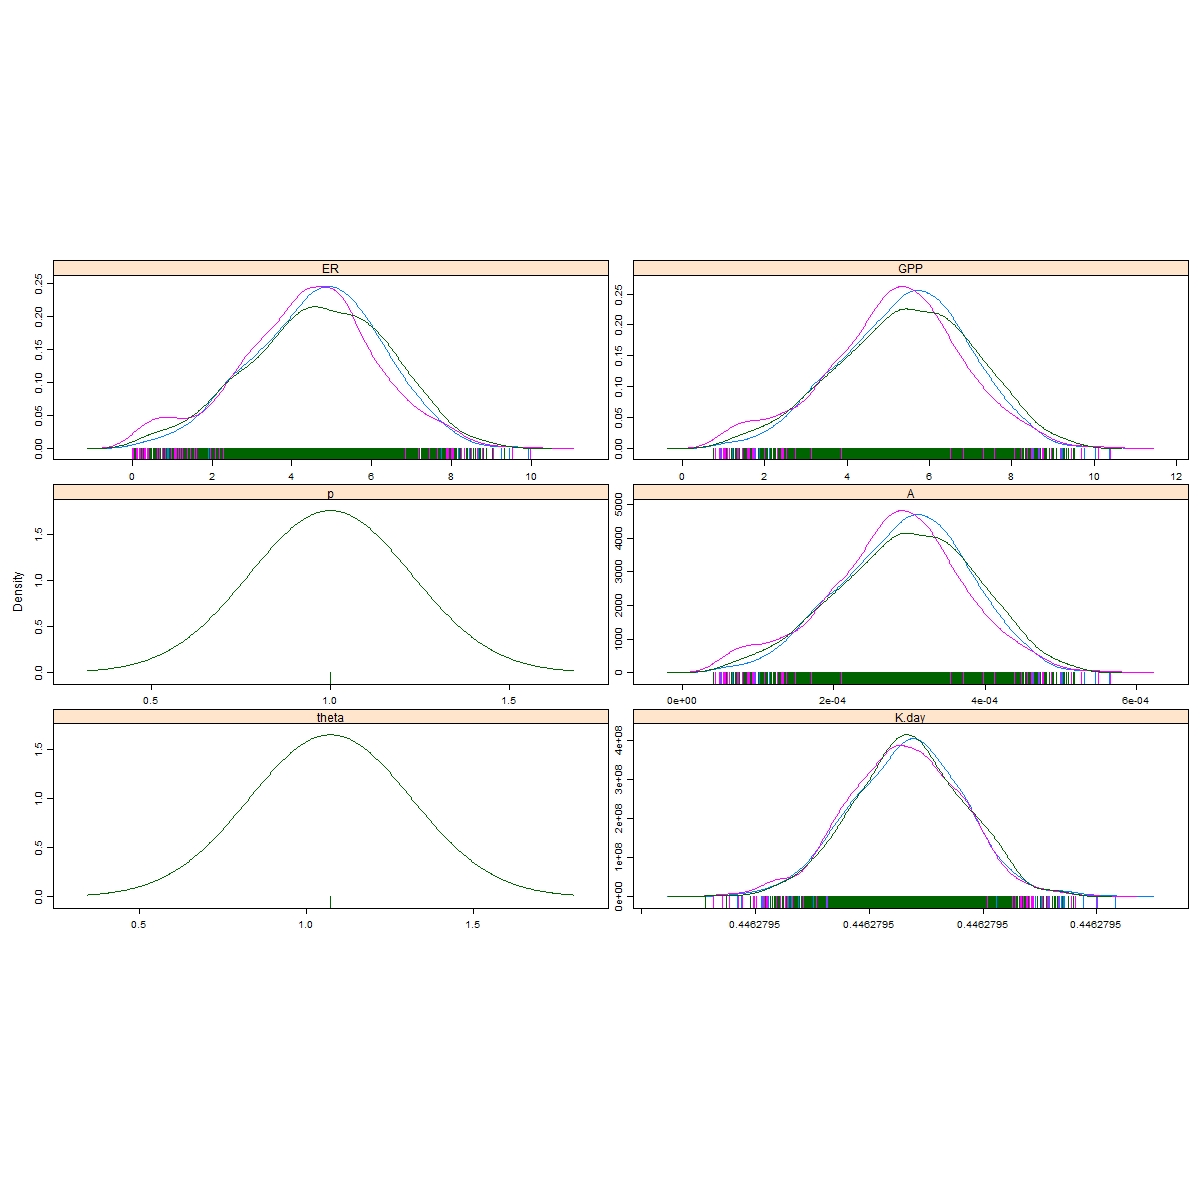 ER
0.00 0.05 0.10 0.15 0.20 0.25
0 2 4 6 8 10
GPP
0.00 0.05 0.10 0.15 0.20 0.25
0 2 4 6 8 10 12
Density
p
0.0 0.5 1.0 1.5
0.5 1.0 1.5
A
0 1000 2000 3000 4000 5000
0e+00 2e-04 4e-04 6e-04
theta
0.0 0.5 1.0 1.5
0.5 1.0 1.5
K.day
0e+00 1e+08 2e+08 3e+08 4e+08
0.4462795 0.4462795 0.4462795 0.4462795